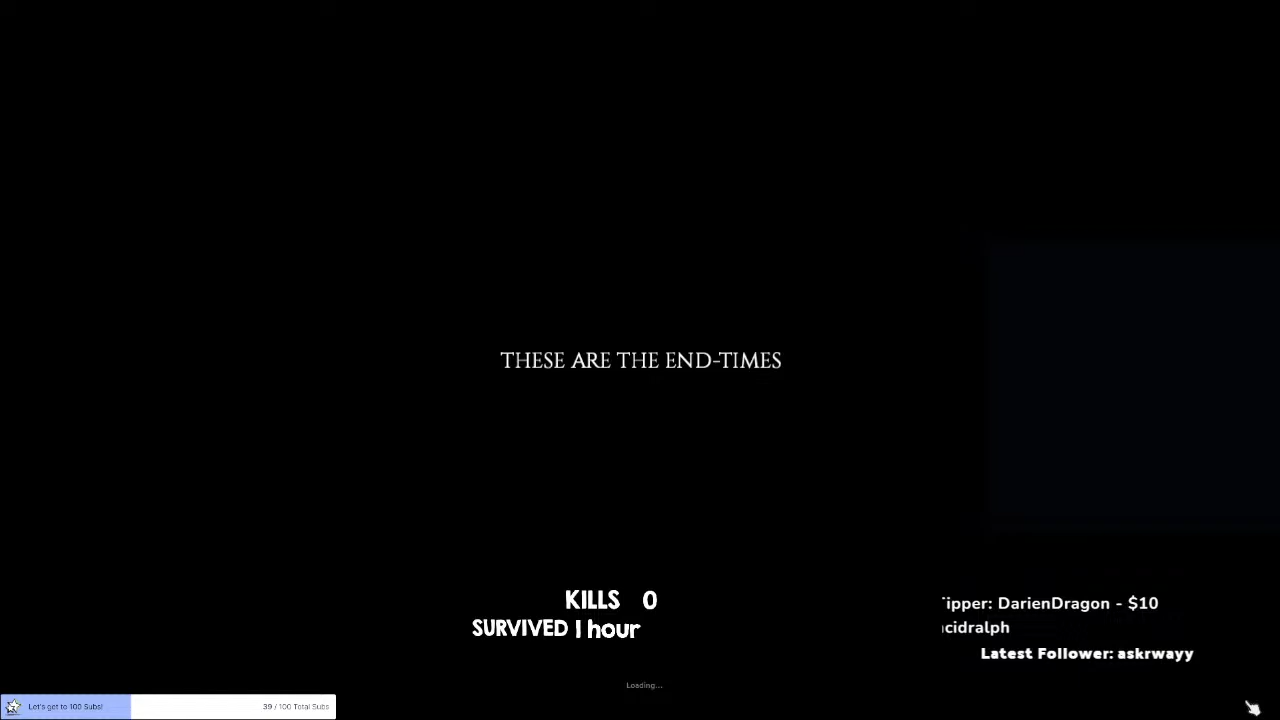 THESE ARE THE END-TIMES
KILLS 0
SURVIVED 1 hour
Tipper: DarienDragon - $10
cidralph
Latest Follower: askrwayy
Loading...
Let's get to 100 Subs!
39 / 100 Total Subs